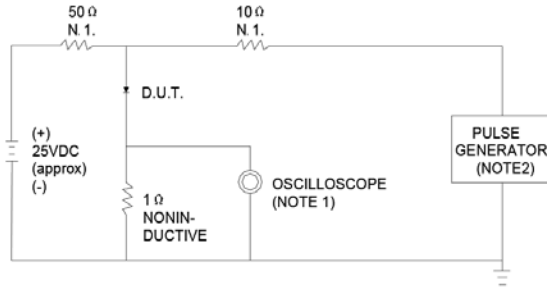 50 Ω
N. 1.
10 Ω
N. 1.
D.U.T.
(+)
25VDC
(approx)
(-)
1 Ω
NONIN-
DUCTIVE
OSCILLOSCOPE
(NOTE 1)
PULSE
GENERATOR
(NOTE2)